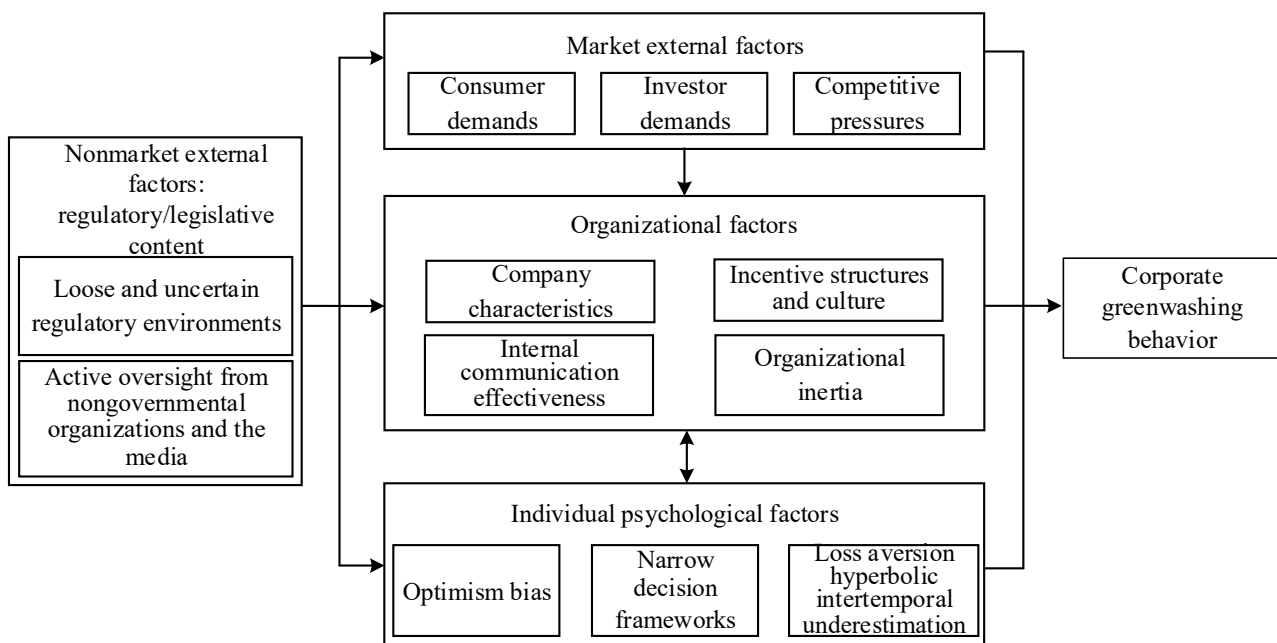 Market external factors
Consumer
demands
Investor
demands
Competitive
pressures
Nonmarket external
factors:
regulatory/legislative
content
Loose and uncertain
regulatory environments
Active oversight from
nongovernmental
organizations and the
media
Organizational factors
Company
characteristics
Incentive structures
and culture
Internal
communication
effectiveness
Organizational
inertia
Individual psychological factors
Optimism bias
Narrow
decision
frameworks
Loss aversion
hyperbolic
intertemporal
underestimation
Corporate
greenwashing
behavior